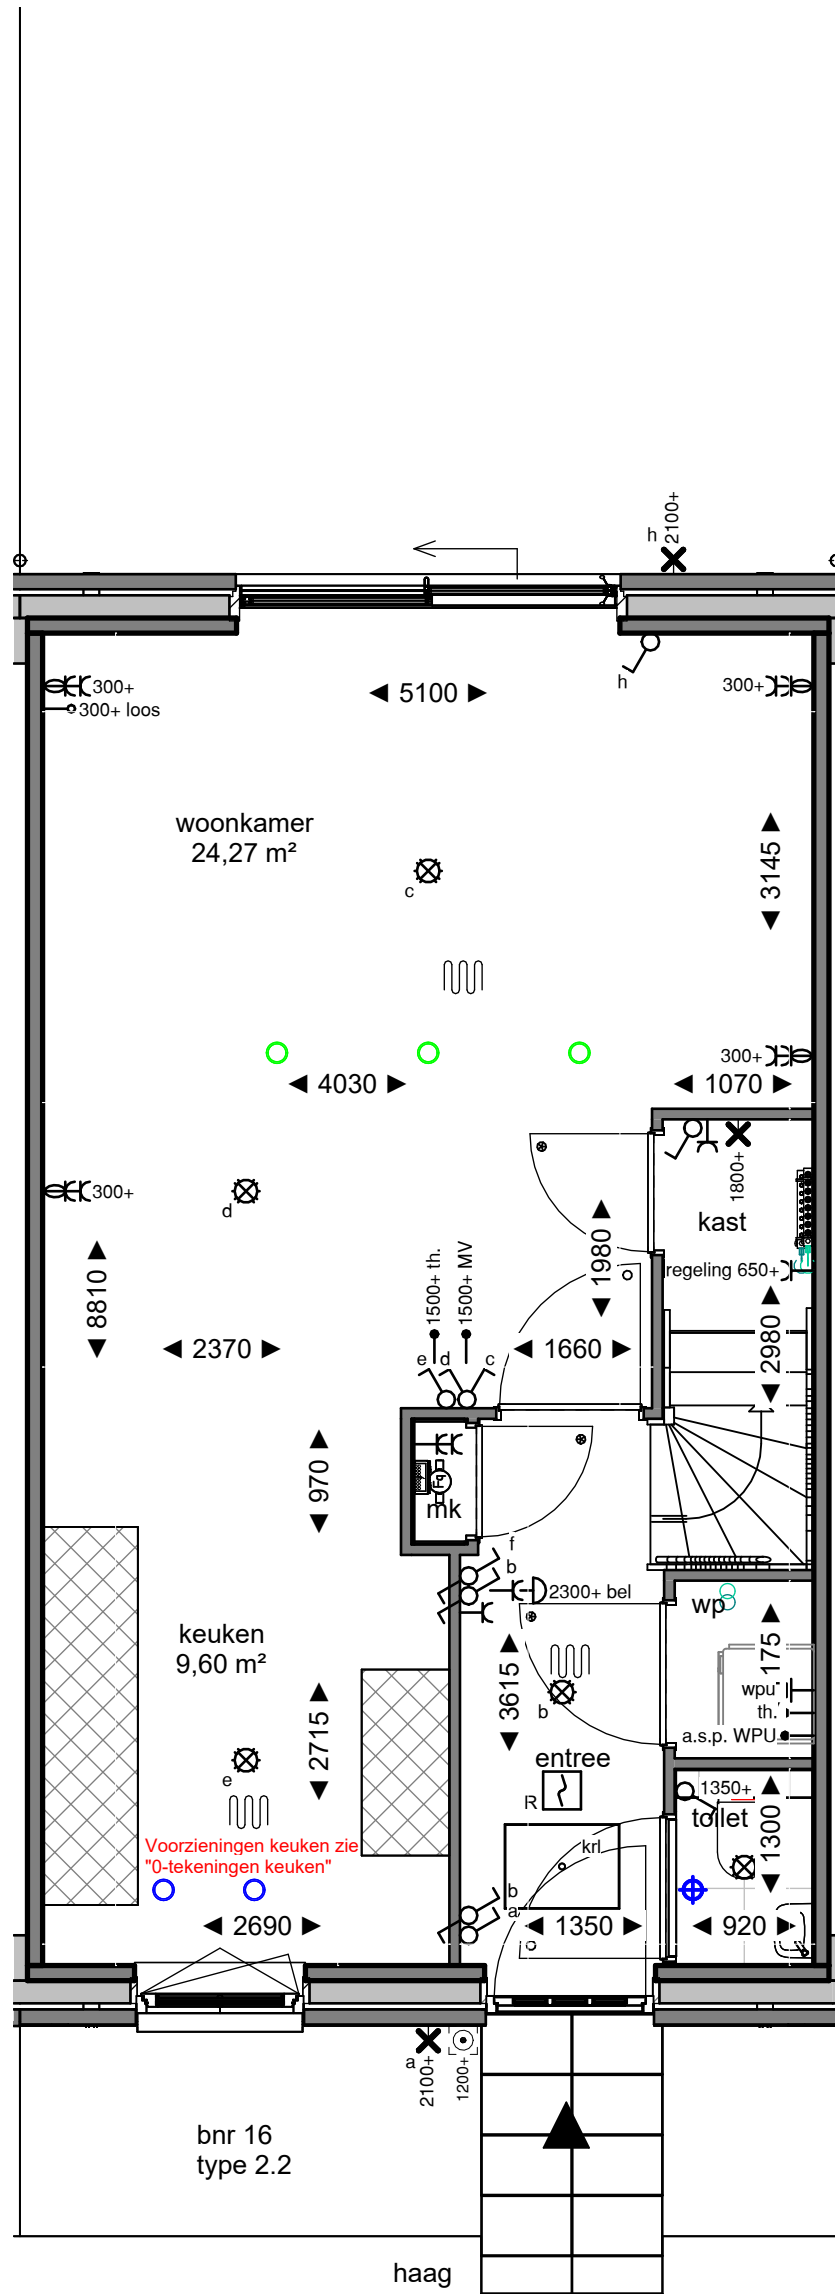 h
2100+
300+
300+ loos
5100
h
300+
woonkamer
24,27 m²
c
3145
300+
4030
1070
300+
d
1800+
kast
1980
regeling 650+
8810
1500+ th.
1500+ MV
2980
2370
1660
e
d
c
970
mk
f
b
2300+ bel
wp
keuken
9,60 m²
175
3615
wpu
th.
a.s.p. WPU
b
2715
entree
e
R
1350+
toilet
1300
Voorzieningen keuken zie
"0-tekeningen keuken"
krl
b
a
2690
1350
920
a
2100+
1200+
bnr 16
type 2.2
haag